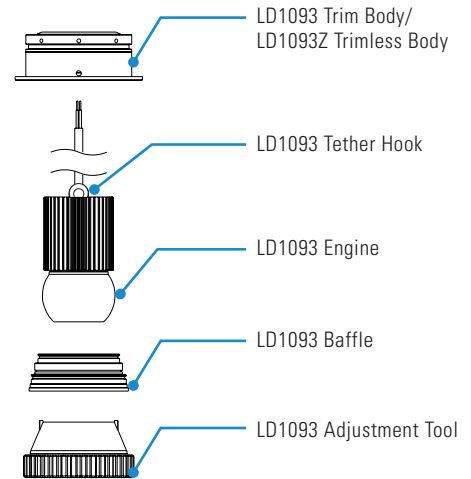 LD1093 Trim Body/
LD1093Z Trimless Body
LD1093 Tether Hook
LD1093 Engine
LD1093 Baffle
LD1093 Adjustment Tool